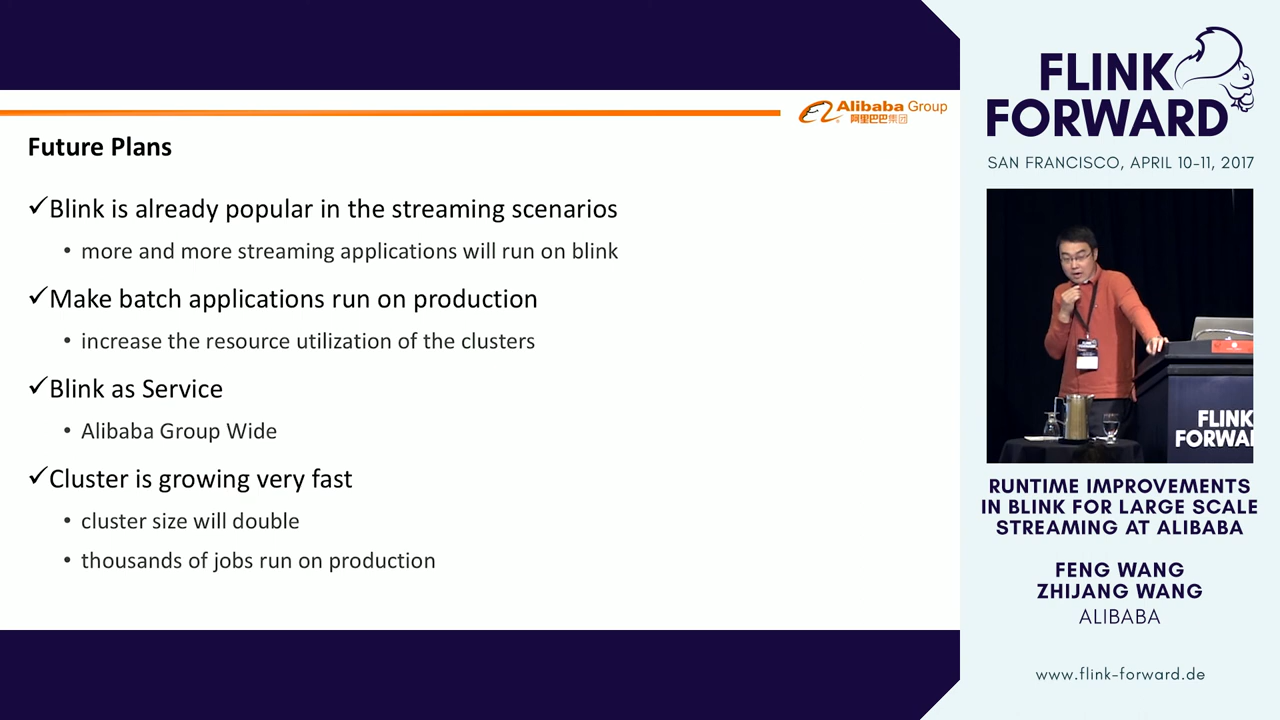 Alibaba Group
阿里巴巴集团
Future Plans
✓Blink is already popular in the streaming scenarios
• more and more streaming applications will run on blink
✓Make batch applications run on production
• increase the resource utilization of the clusters
✓Blink as Service
• Alibaba Group Wide
✓Cluster is growing very fast
• cluster size will double
• thousands of jobs run on production
FLINK
FORWARD
SAN FRANCISCO, APRIL 10-11, 2017
FLINK
FORWA
RUNTIME IMPROVEMENTS
IN BLINK FOR LARGE SCALE
STREAMING AT ALIBABA
FENG WANG
ZHIJANG WANG
ALIBABA
www.flink-forward.de